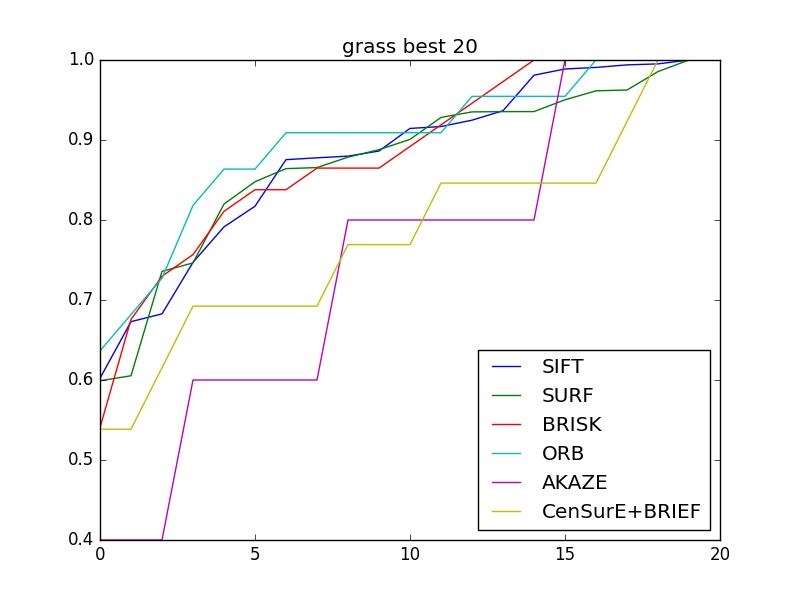 grass best 20
1.0
0.9
0.8
0.7
0.6
0.5
0.4
0 5 10 15 20
SIFT
SURF
BRISK
ORB
AKAZE
CenSurE+BRIEF